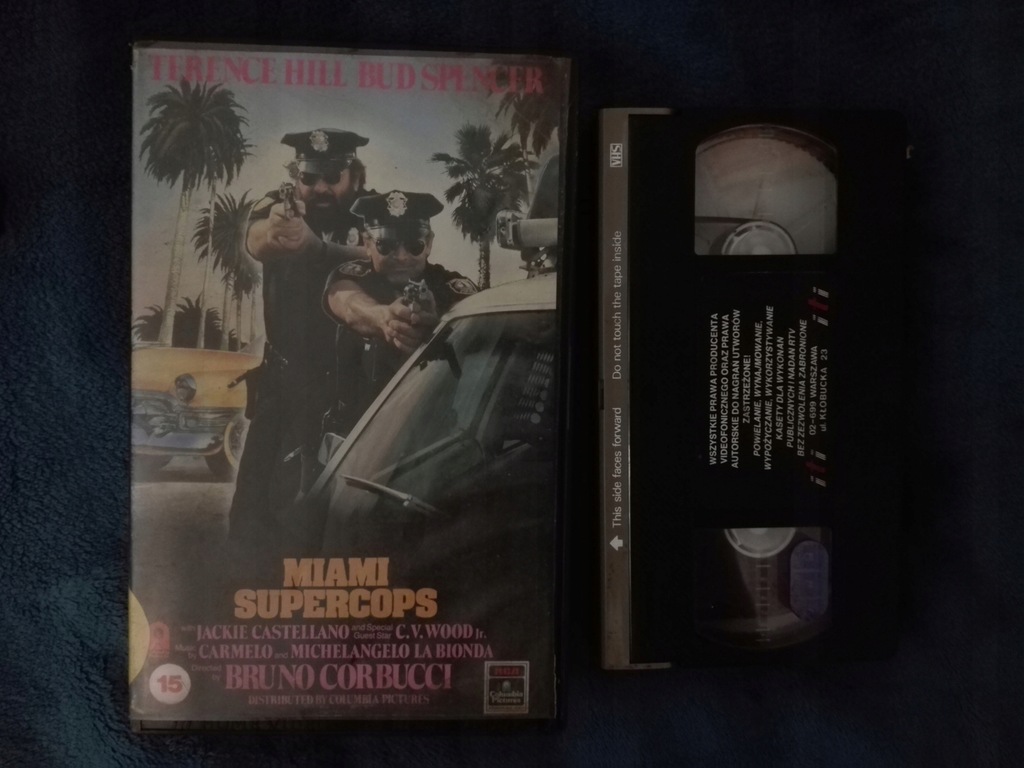 TERENCE HILL BUD SPENCER
MIAMI
SUPERCOPS
with JACKIE CASTELLANO and Special Guest Star C.V. WOOD Jr.
Music by CARMELO and MICHELANGELO LA BIONDA
Directed by BRUNO CORBUCCI
DISTRIBUTED BY COLUMBIA PICTURES
15
RCA
Columbia
Pictures
VHS
This side faces forward Do not touch the tape inside
WSZYSTKIE PRAWA PRODUCENTA
VIDEOFONICZNEGO ORAZ PRAWA
AUTORSKIE DO NAGRAŃ UTWORÓW
ZASTRZEŻONE!
POWIELANIE, WYNAJMOWANIE,
WYPOŻYCZANIE, WYKORZYSTYWANIE
KASETY DLA WYKONAŃ
PUBLICZNYCH I NADAŃ RTV
BEZ ZEZWOLENIA ZABRONIONE
iti 02-699 WARSZAWA iti
ul. KŁOBUCKA 23